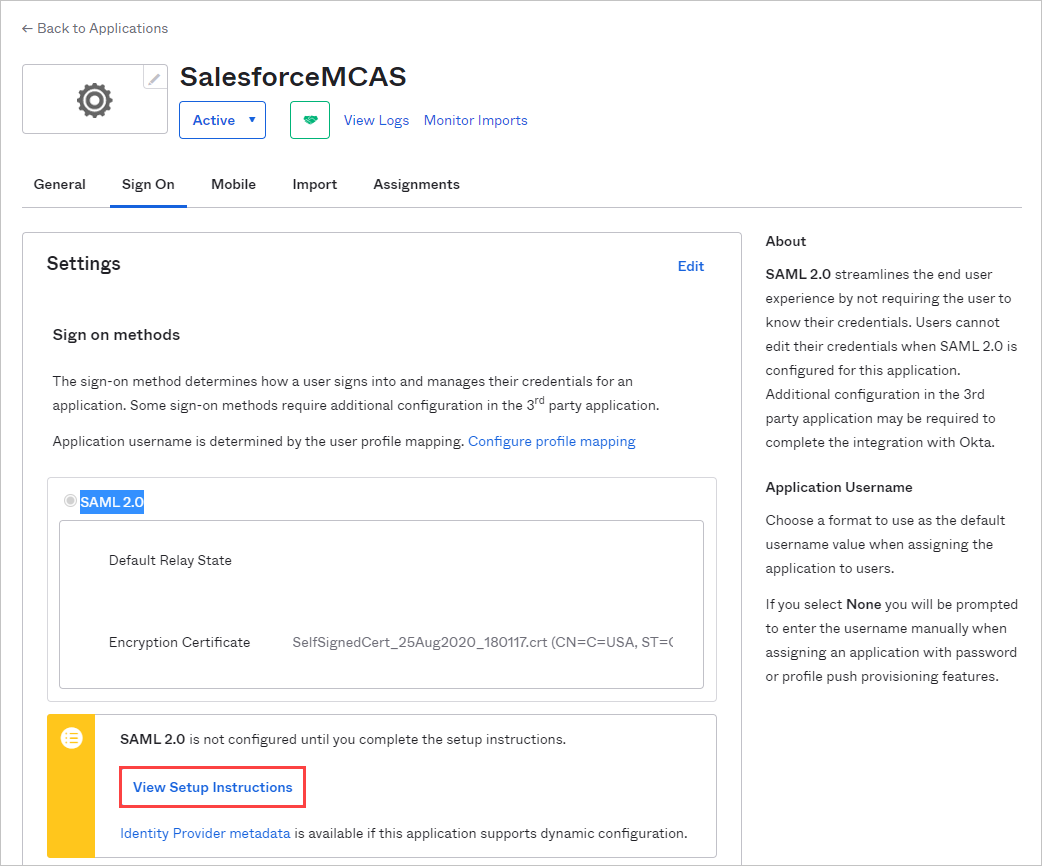 ← Back to Applications
SalesforceMCAS
Active ▼
View Logs Monitor Imports
General Sign On Mobile Import Assignments
Settings
Edit
Sign on methods
The sign-on method determines how a user signs into and manages their credentials for an
application. Some sign-on methods require additional configuration in the 3rd party application.
Application username is determined by the user profile mapping. Configure profile mapping
SAML 2.0
Default Relay State
Encryption Certificate SelfSignedCert_25Aug2020_180117.crt (CN=C=USA, ST=
SAML 2.0 is not configured until you complete the setup instructions.
View Setup Instructions
Identity Provider metadata is available if this application supports dynamic configuration.
About
SAML 2.0 streamlines the end user
experience by not requiring the user to
know their credentials. Users cannot
edit their credentials when SAML 2.0 is
configured for this application.
Additional configuration in the 3rd
party application may be required to
complete the integration with Okta.
Application Username
Choose a format to use as the default
username value when assigning the
application to users.
If you select None you will be prompted
to enter the username manually when
assigning an application with password
or profile push provisioning features.